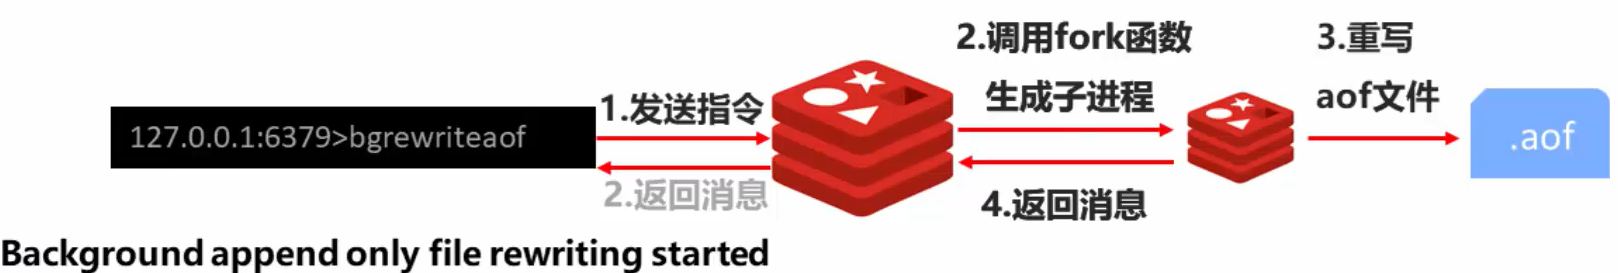 127.0.0.1:6379>bgrewriteaof
1.发送指令
2.返回消息
Background append only file rewriting started
2.调用fork函数
生成子进程
4.返回消息
3.重写
aof文件
.aof